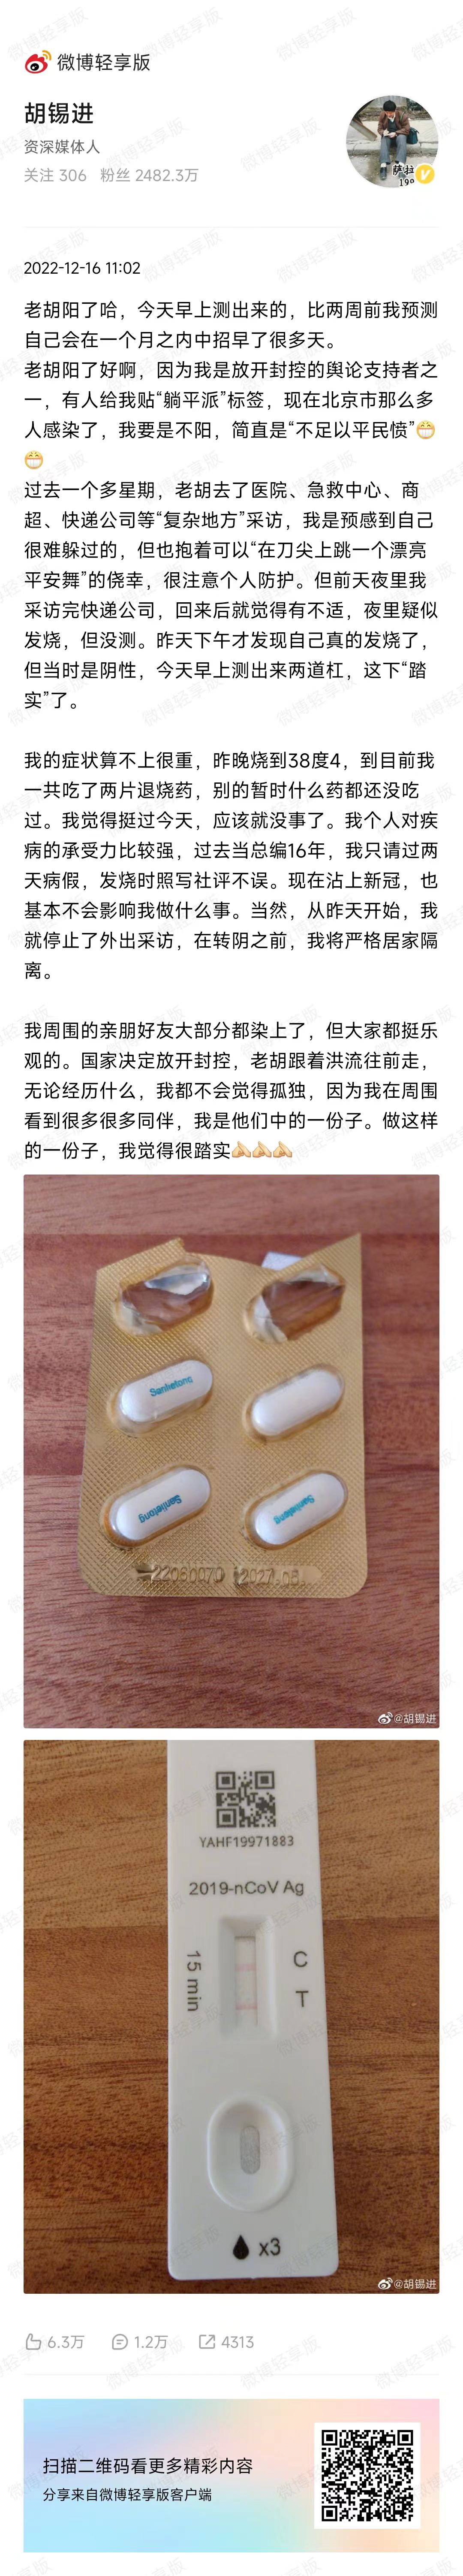 微博轻享版
胡锡进
资深媒体人
关注 306 粉丝 2482.3万
萨拉
199
2022-12-16 11:02
老胡阳了哈，今天早上测出来的，比两周前我预测
自己会在一个月之内中招早了很多天。
老胡阳了好啊，因为我是放开封控的舆论支持者之
一，有人给我贴“躺平派”标签，现在北京市那么多
人感染了，我要是不阳，简直是“不足以平民愤”😷
😷
过去一个多星期，老胡去了医院、急救中心、商
超、快递公司等“复杂地方”采访，我是预感到自己
很难躲过的，但也抱着可以“在刀尖上跳一个漂亮
平安舞”的侥幸，很注意个人防护。但前天夜里我
采访完快递公司，回来后就觉得有不适，夜里疑似
发烧，但没测。昨天下午才发现自己真的发烧了，
但当时是阴性，今天早上测出来两道杠，这下“踏
实”了。
我的症状算不上很重，昨晚烧到38度4，到目前我
一共吃了两片退烧药，别的暂时什么药都还没吃
过。我觉得挺过今天，应该就没事了。我个人对疾
病的承受力比较强，过去当总编16年，我只请过两
天病假，发烧时照写社评不误。现在沾上新冠，也
基本不会影响我做什么事。当然，从昨天开始，我
就停止了外出采访，在转阴之前，我将严格居家隔
离。
我周围的亲朋好友大部分都染上了，但大家都挺乐
观的。国家决定放开封控，老胡跟着洪流往前走，
无论经历什么，我都不会觉得孤独，因为我在周围
看到很多很多同伴，我是他们中的一份子。做这样
的一份子，我觉得很踏实🙏🙏🙏
Sanlietong
Sanlietong
Sanlietong
22060070 2027.05
@胡锡进
YAHF19971883
2019-nCoV Ag
15 min
C
T
x3
@胡锡进
6.3万 1.2万 4313
扫描二维码看更多精彩内容
分享来自微博轻享版客户端